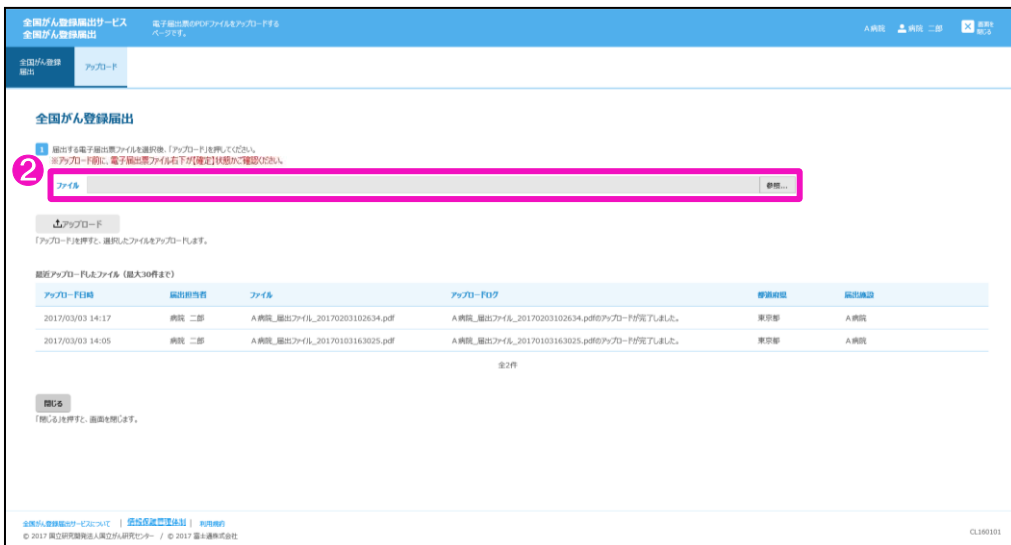 全国がん登録届出サービス
全国がん登録届出
電子届出票のPDFファイルをアップロードする
ページです。
A病院 病院 二郎 画面を
閉じる
全国がん登録
届出
アップロード
全国がん登録届出
1 届出する電子届出票ファイルを選択後、「アップロード」を押してください。
※アップロード前に、電子届出票ファイル右下が【確定】状態かご確認ください。
2
ファイル 参照...
アップロード
「アップロード」を押すと、選択したファイルをアップロードします。
最近アップロードしたファイル（最大30件まで）
アップロード日時 届出担当者 ファイル アップロードログ 都道府県 届出施設
2017/03/03 14:17 病院 二郎 A病院_届出ファイル_20170203102634.pdf A病院_届出ファイル_20170203102634.pdfのアップロードが完了しました。 東京都 A病院
2017/03/03 14:05 病院 二郎 A病院_届出ファイル_20170103163025.pdf A病院_届出ファイル_20170103163025.pdfのアップロードが完了しました。 東京都 A病院
全2件
閉じる
「閉じる」を押すと、画面を閉じます。
全国がん登録届出サービスについて | 情報保護管理体制 | 利用規約
© 2017 国立研究開発法人国立がん研究センター / © 2017 富士通株式会社
CL160101